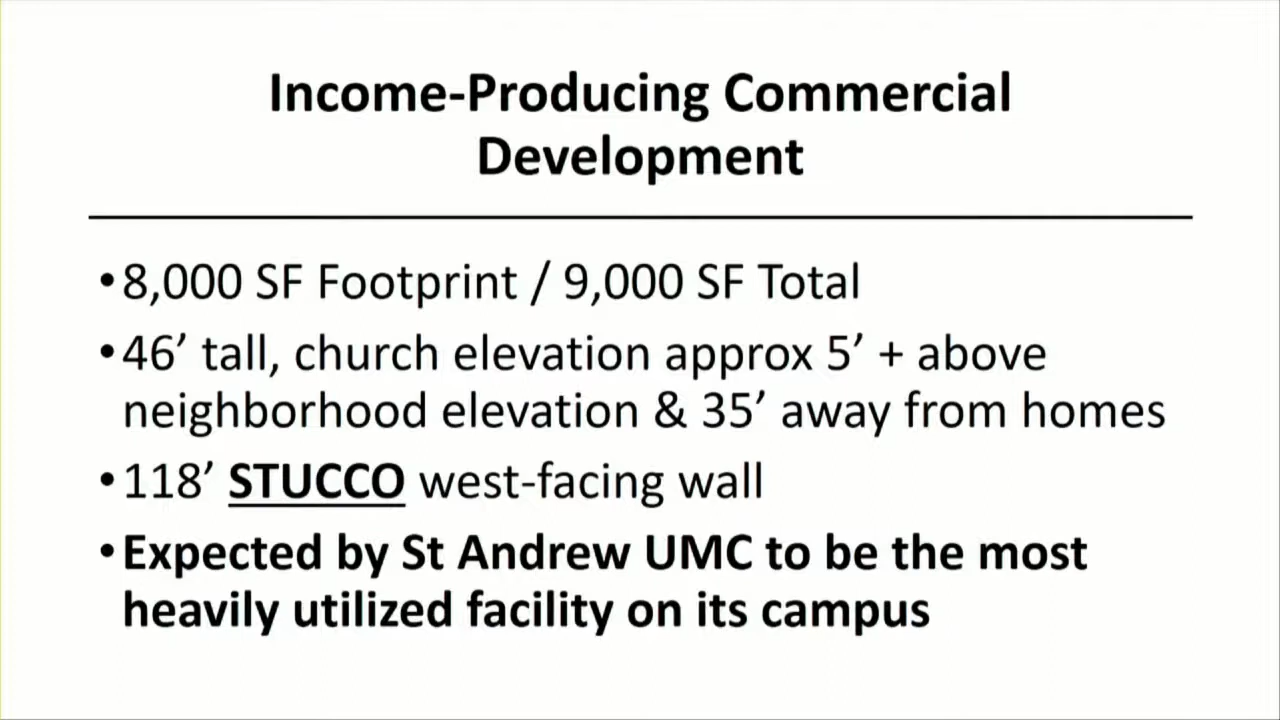 Income-Producing Commercial
Development
•8,000 SF Footprint / 9,000 SF Total
•46’ tall, church elevation approx 5’ + above
neighborhood elevation & 35’ away from homes
•118’ STUCCO west-facing wall
•Expected by St Andrew UMC to be the most
heavily utilized facility on its campus